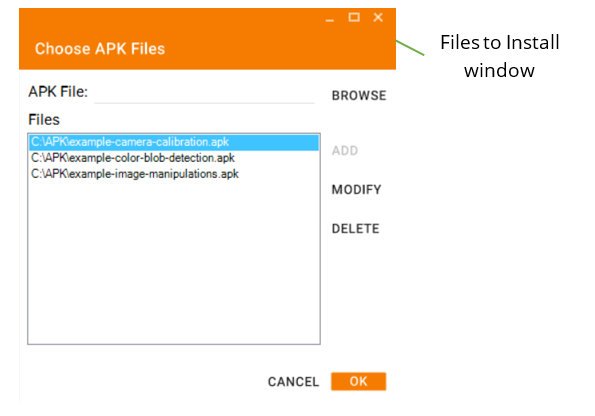 Choose APK Files
Files to Install
window
APK File:
BROWSE
Files
C:\APK\example-camera-calibration.apk
C:\APK\example-color-blob-detection.apk
C:\APK\example-image-manipulations.apk
ADD
MODIFY
DELETE
CANCEL
OK